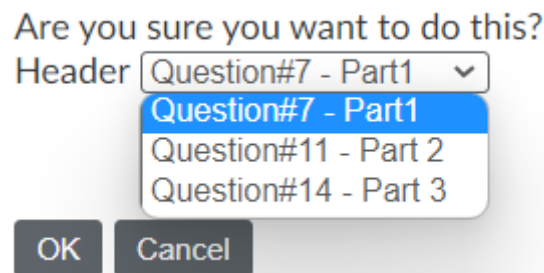 Are you sure you want to do this?
Header Question#7 - Part1
Question#7 - Part1
Question#11 - Part 2
Question#14 - Part 3
OK Cancel